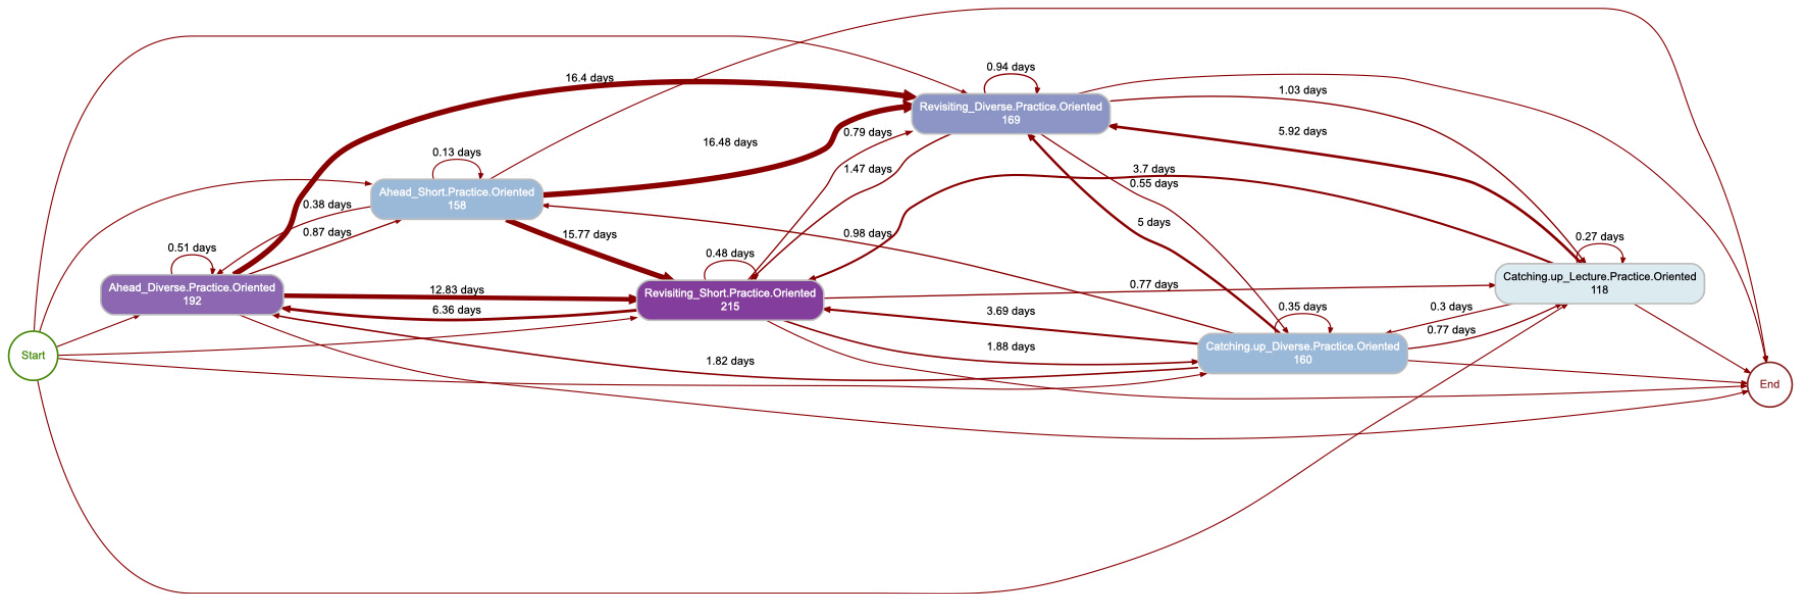 16.4 days
0.94 days
Revisiting_Diverse.Practice.Oriented
169
1.03 days
5.92 days
0.79 days
16.48 days
0.13 days
1.47 days
3.7 days
0.55 days
Ahead_Short.Practice.Oriented
158
0.38 days
0.87 days
5 days
15.77 days
0.98 days
0.51 days
0.48 days
0.27 days
Ahead_Diverse.Practice.Oriented
192
12.83 days
Revisiting_Short.Practice.Oriented
215
0.77 days
Catching.up_Lecture.Practice.Oriented
118
6.36 days
3.69 days
0.35 days
0.3 days
0.77 days
Start
1.82 days
1.88 days
Catching.up_Diverse.Practice.Oriented
160
End